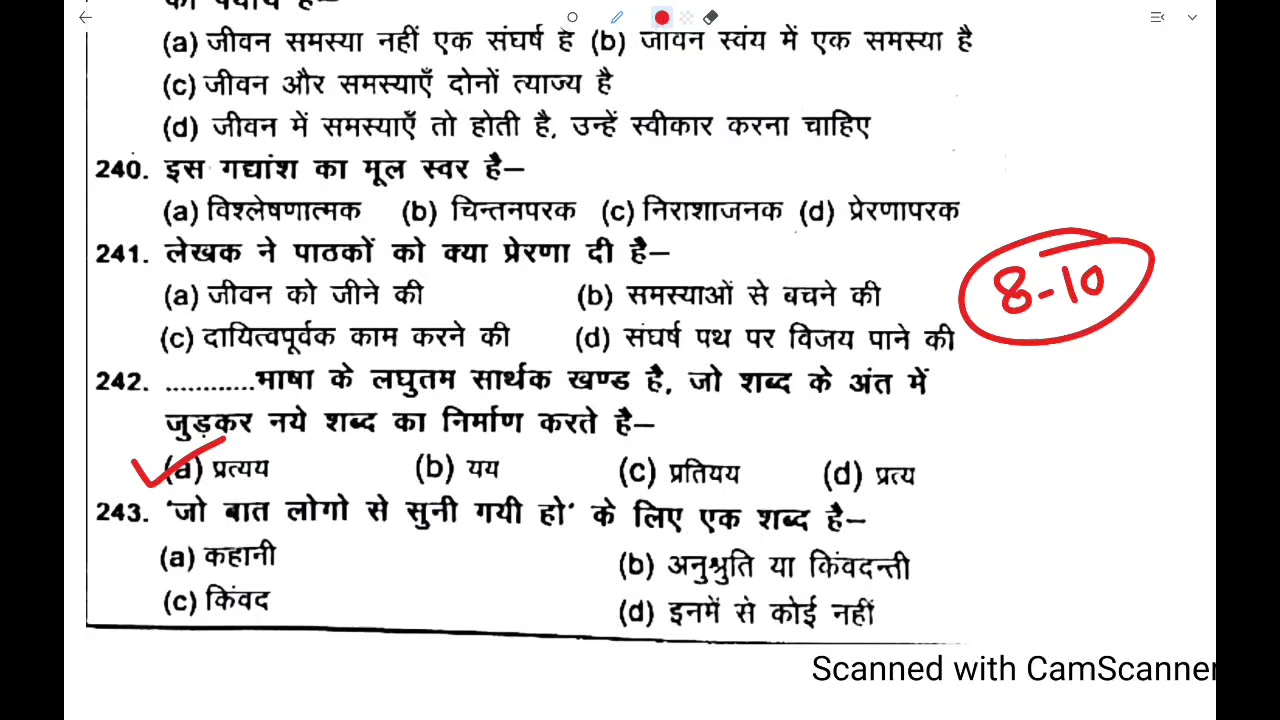 का पर्याय है–
(a) जीवन समस्या नहीं एक संघर्ष है (b) जीवन स्वंय में एक समस्या है
(c) जीवन और समस्याएँ दोनों त्याज्य है
(d) जीवन में समस्याएँ तो होती है, उन्हें स्वीकार करना चाहिए
240. इस गद्यांश का मूल स्वर है–
(a) विश्लेषणात्मक (b) चिन्तनपरक (c) निराशाजनक (d) प्रेरणापरक
241. लेखक ने पाठकों को क्या प्रेरणा दी है–
(a) जीवन को जीने की (b) समस्याओं से बचने की
8-10
(c) दायित्वपूर्वक काम करने की (d) संघर्ष पथ पर विजय पाने की
242. ............भाषा के लघुतम सार्थक खण्ड है, जो शब्द के अंत में
जुड़कर नये शब्द का निर्माण करते है–
(a) प्रत्यय (b) यय (c) प्रतियय (d) प्रत्य
243. 'जो बात लोगो से सुनी गयी हो' के लिए एक शब्द है–
(a) कहानी (b) अनुश्रुति या किंवदन्ती
(c) किंवद (d) इनमें से कोई नहीं
Scanned with CamScanner